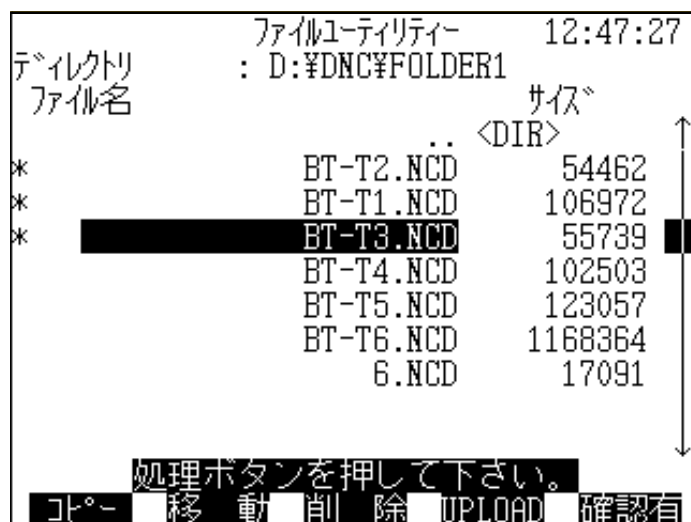 ファイルユーティリティー 12:47:27
ディレクトリ : D:¥DNC¥FOLDER1
ファイル名 サイズ
.. <DIR>
* BT-T2.NCD 54462
* BT-T1.NCD 106972
* BT-T3.NCD 55739
BT-T4.NCD 102503
BT-T5.NCD 123057
BT-T6.NCD 1168364
6.NCD 17091
処理ボタンを押して下さい。
コピー 移 動 削 除 UPLOAD 確認有